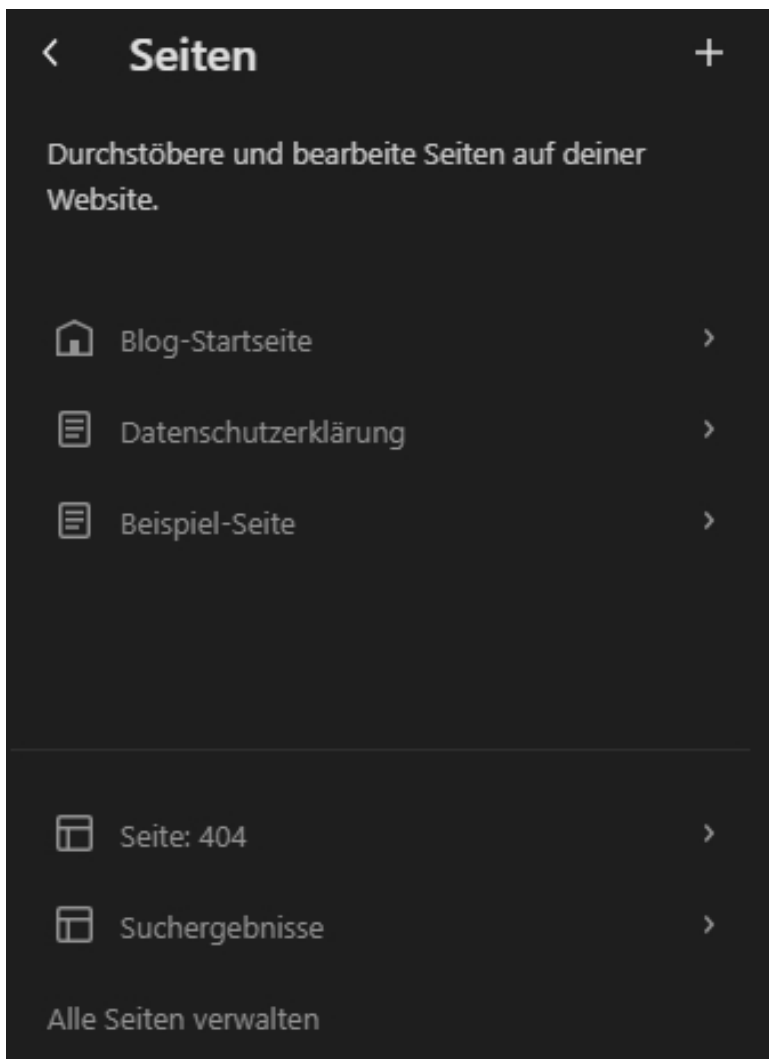 Seiten
Durchstöbere und bearbeite Seiten auf deiner
Website.
Blog-Startseite
Datenschutzerklärung
Beispiel-Seite
Seite: 404
Suchergebnisse
Alle Seiten verwalten